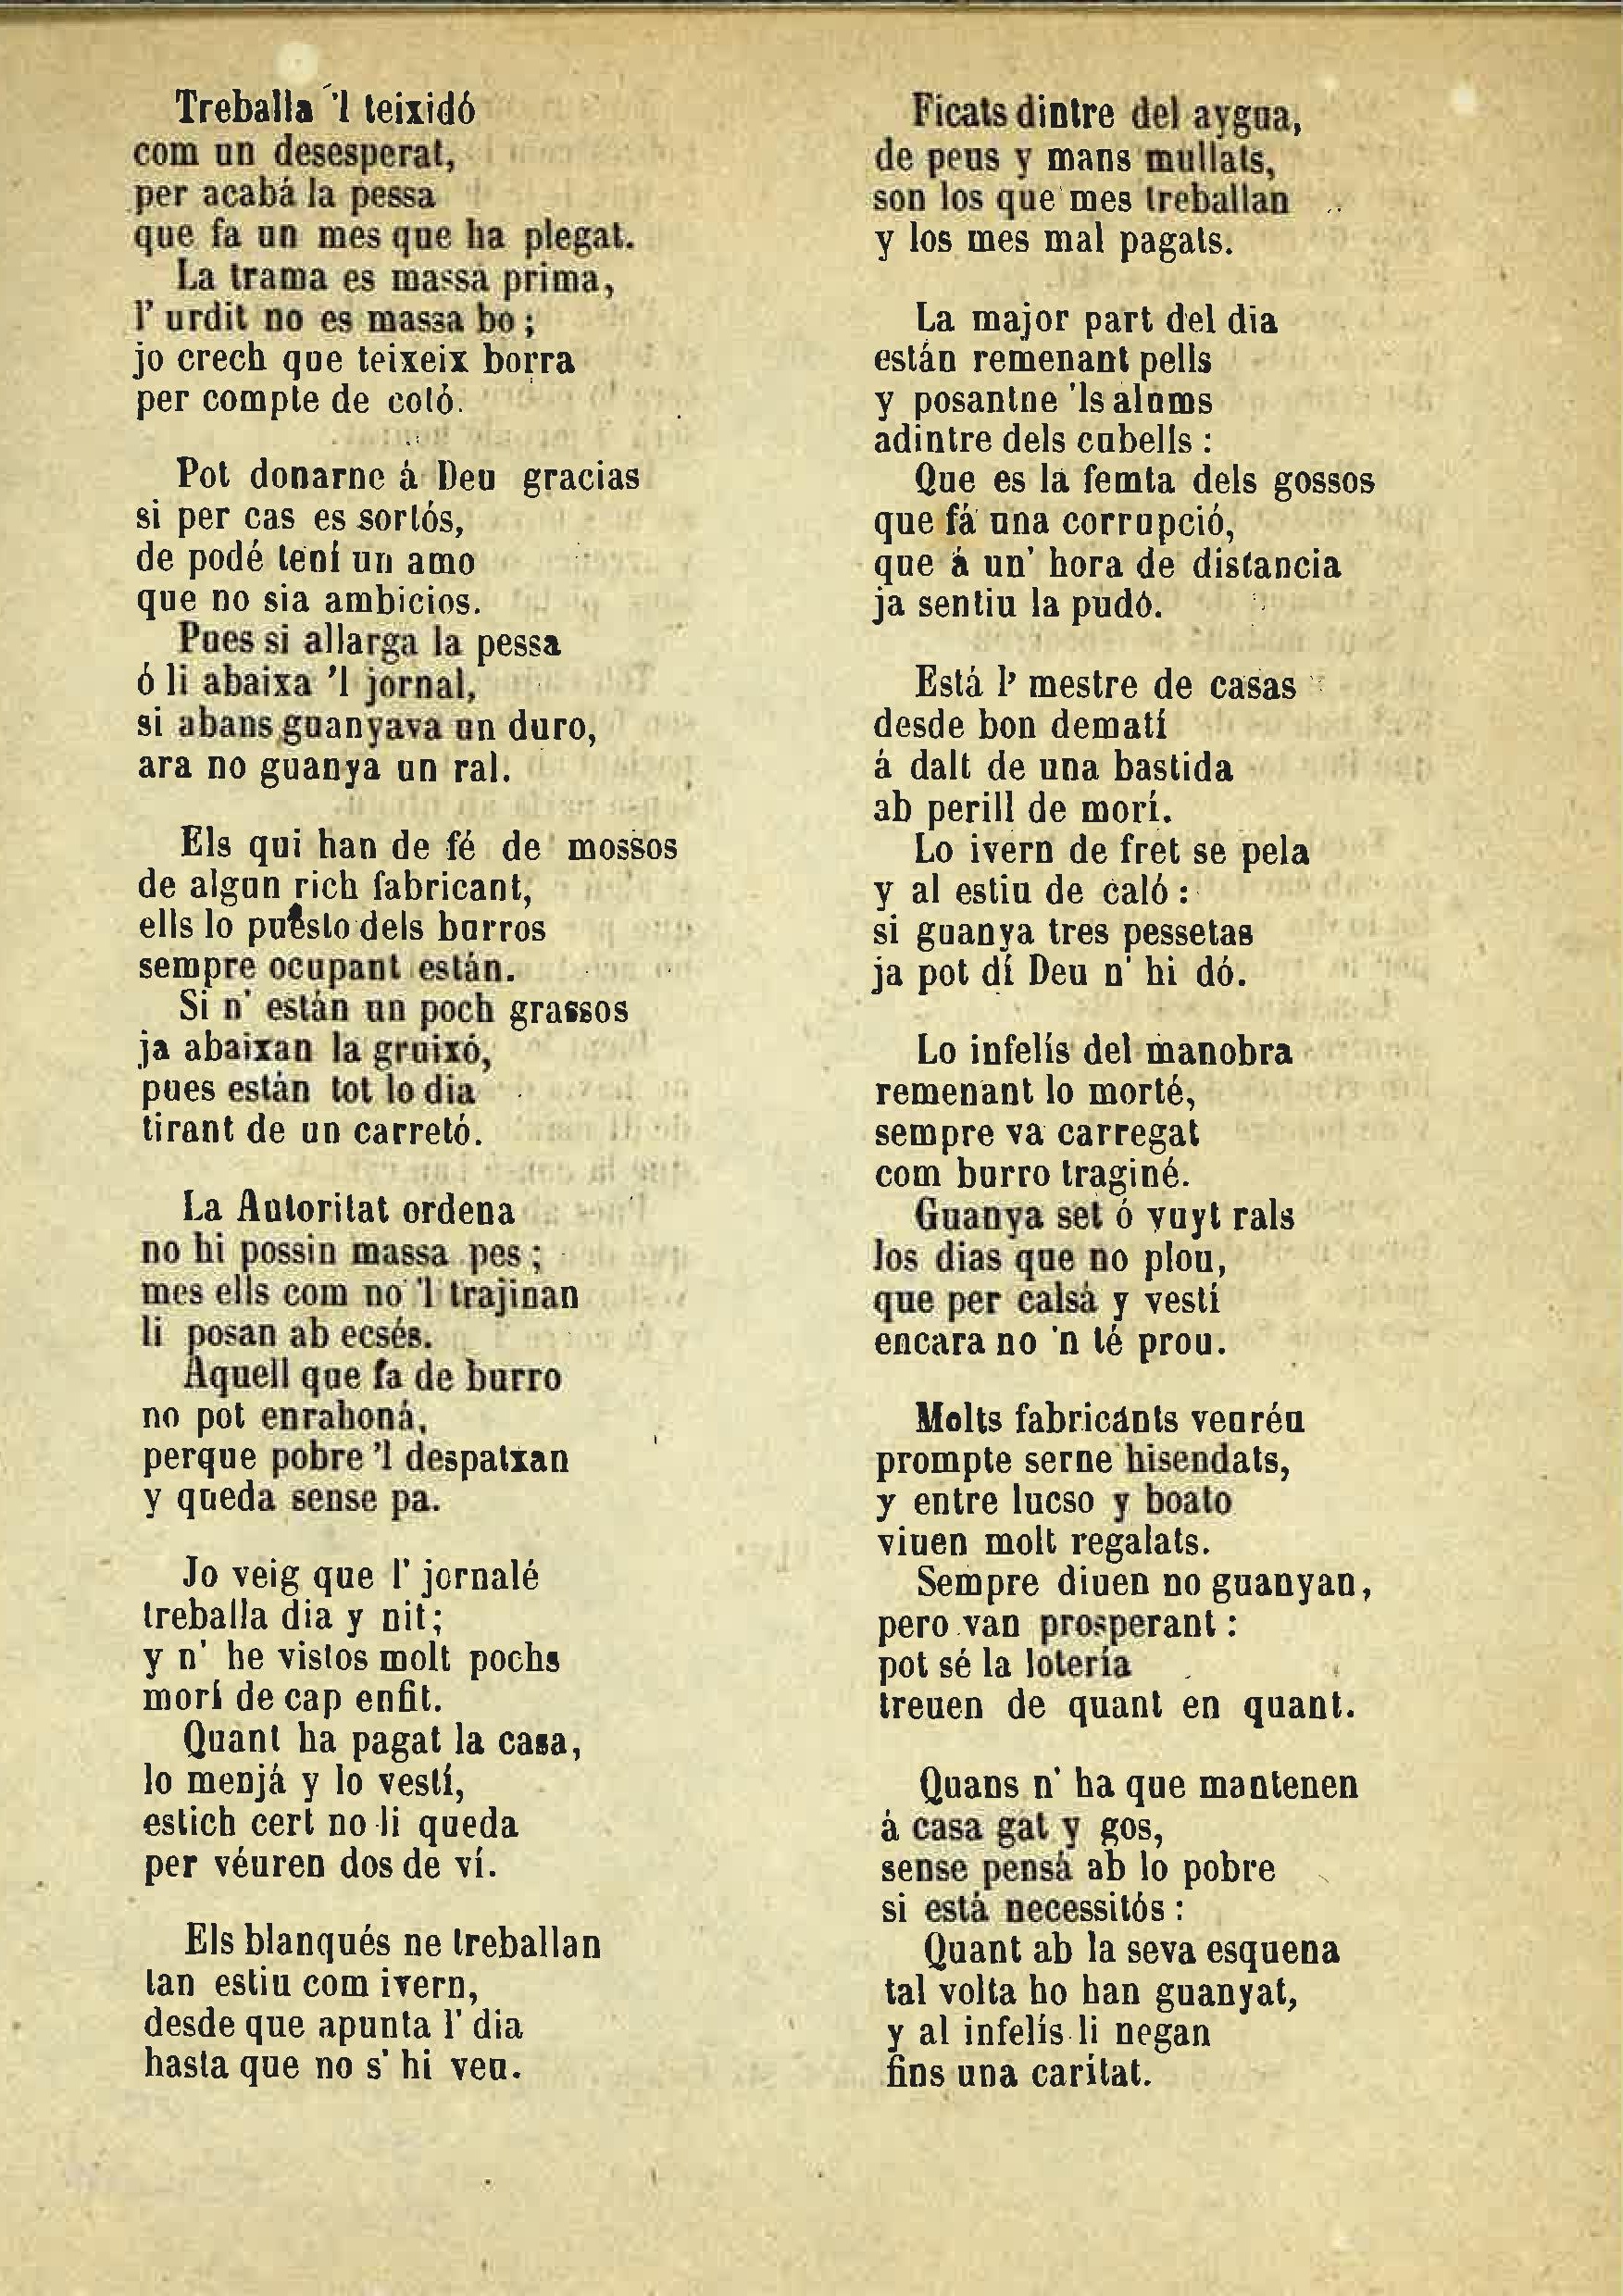 Treballa 'l teixidó
com un desesperat,
per acabá la pessa
que fa un mes que ha plegat.
La trama es massa prima,
l' urdit no es massa bo ;
jo crech que teixeix borra
per compte de cotó.
Pot donarne á Deu gracias
si per cas es sortós,
de podé tení un amo
que no sia ambicios.
Pues si allarga la pessa
ó li abaixa 'l jornal,
si abans guanyava un duro,
ara no guanya un ral.
Els qui han de fé de mossos
de algun rich fabricant,
ells lo puesto dels burros
sempre ocupant están.
Si n' están un poch grassos
ja abaixan la gruixó,
pues están tot lo dia
tirant de un carretó.
La Autoritat ordena
no hi possin massa pes ;
mes ells com no 'l trajinan
li posan ab ecsés.
Aquell que fa de burro
no pot enrahoná,
perque pobre 'l despatxan
y queda sense pa.
Jo veig que l' jornalé
treballa dia y nit;
y n' he vistos molt pochs
morí de cap enfit.
Quant ha pagat la casa,
lo menjá y lo vestí,
estich cert no li queda
per véuren dos de ví.
Els blanqués ne treballan
tan estiu com ivern,
desde que apunta l' dia
hasta que no s' hi veu.
Ficats dintre del aygua,
de peus y mans mullats,
son los que mes treballan
y los mes mal pagats.
La major part del dia
están remenant pells
y posantne 'ls alums
adintre dels cubells :
Que es la femta dels gossos
que fá una corrupció,
que á un' hora de distancia
ja sentiu la pudó.
Está l' mestre de casas
desde bon dematí
á dalt de una bastida
ab perill de morí.
Lo ivern de fret se pela
y al estiu de caló :
si guanya tres pessetas
ja pot dí Deu n' hi dó.
Lo infelís del manobra
remenant lo morté,
sempre va carregat
com burro traginé.
Guanya set ó vuyt rals
los dias que no plou,
que per calsá y vestí
encara no 'n té prou.
Molts fabricánts veuréu
prompte serne hisendats,
y entre lucso y boato
viuen molt regalats.
Sempre diuen no guanyan,
pero van prosperant :
pot sé la lotería
treuen de quant en quant.
Quans n' ha que mantenen
á casa gat y gos,
sense pensá ab lo pobre
si está necessitós :
Quant ab la seva esquena
tal volta ho han guanyat,
y al infelís li negan
fins una caritat.